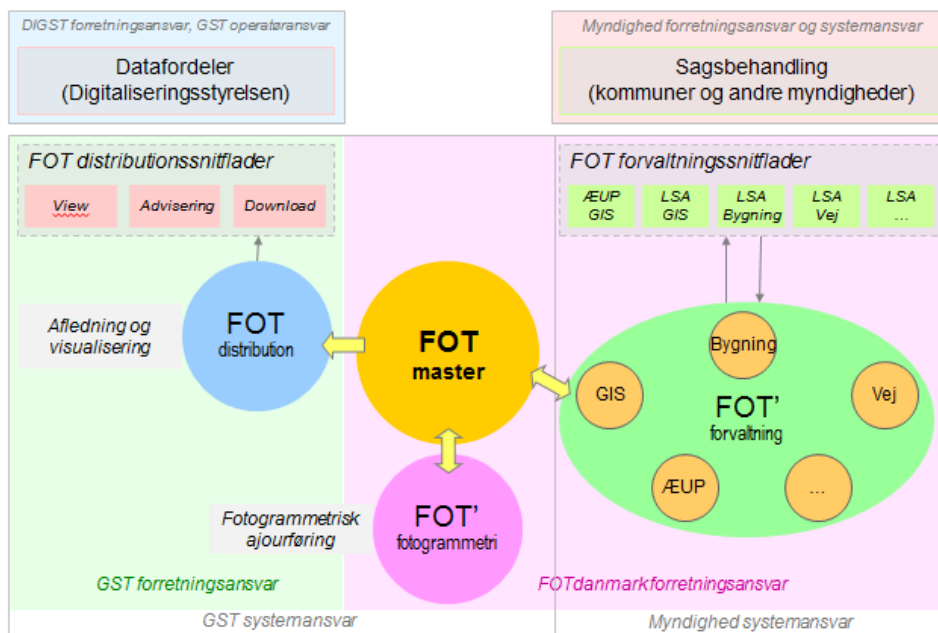 DIGST forretningsansvar, GST operatøransvar
Datafordeler
(Digitaliseringsstyrelsen)
Myndighed forretningsansvar og systemansvar
Sagsbehandling
(kommuner og andre myndigheder)
FOT distributionssnitflader
View
Advisering
Download
FOT forvaltningssnitflader
ÆUP
GIS
LSA
GIS
LSA
Bygning
LSA
Vej
LSA
...
Afledning og
visualisering
FOT
distribution
FOT
master
Bygning
GIS
Vej
FOT'
forvaltning
ÆUP
...
Fotogrammetrisk
ajourføring
FOT'
fotogrammetri
GST forretningsansvar
FOTdanmark forretningsansvar
GST systemansvar
Myndighed systemansvar